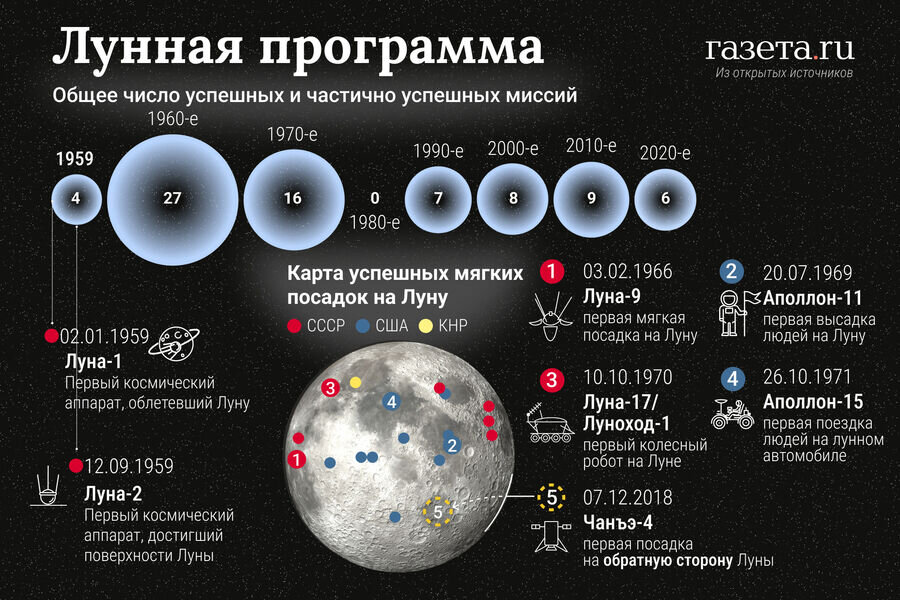 Лунная программа
газета.ru
Из открытых источников
Общее число успешных и частично успешных миссий
1959
1960-е
1970-е
1990-е
2000-е
2010-е
2020-е
4
27
16
0
7
8
9
6
1980-е
02.01.1959
Луна-1
Первый космический
аппарат, облетевший Луну
12.09.1959
Луна-2
Первый космический
аппарат, достигший
поверхности Луны
Карта успешных мягких
посадок на Луну
СССР
США
КНР
3
4
2
1
5
1
03.02.1966
Луна-9
первая мягкая
посадка на Луну
2
20.07.1969
Аполлон-11
первая высадка
людей на Луну
3
10.10.1970
Луна-17/
Луноход-1
первый колесный
робот на Луне
4
26.10.1971
Аполлон-15
первая поездка
людей на лунном
автомобиле
5
07.12.2018
Чанъэ-4
первая посадка
на обратную сторону Луны